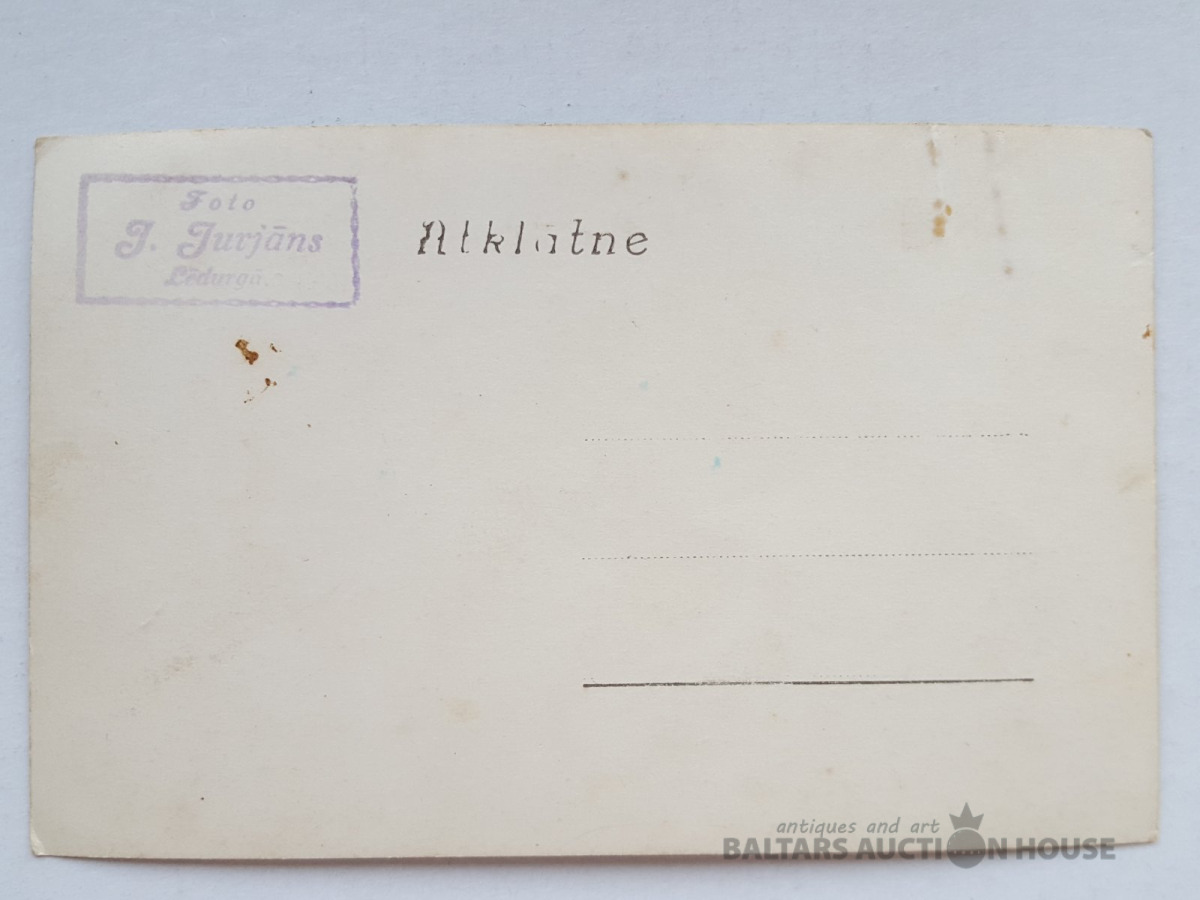 Foto
J. Jurjāns
Lēdurgā.
Atklātne
antiques and art
BALTARS AUCTION HOUSE